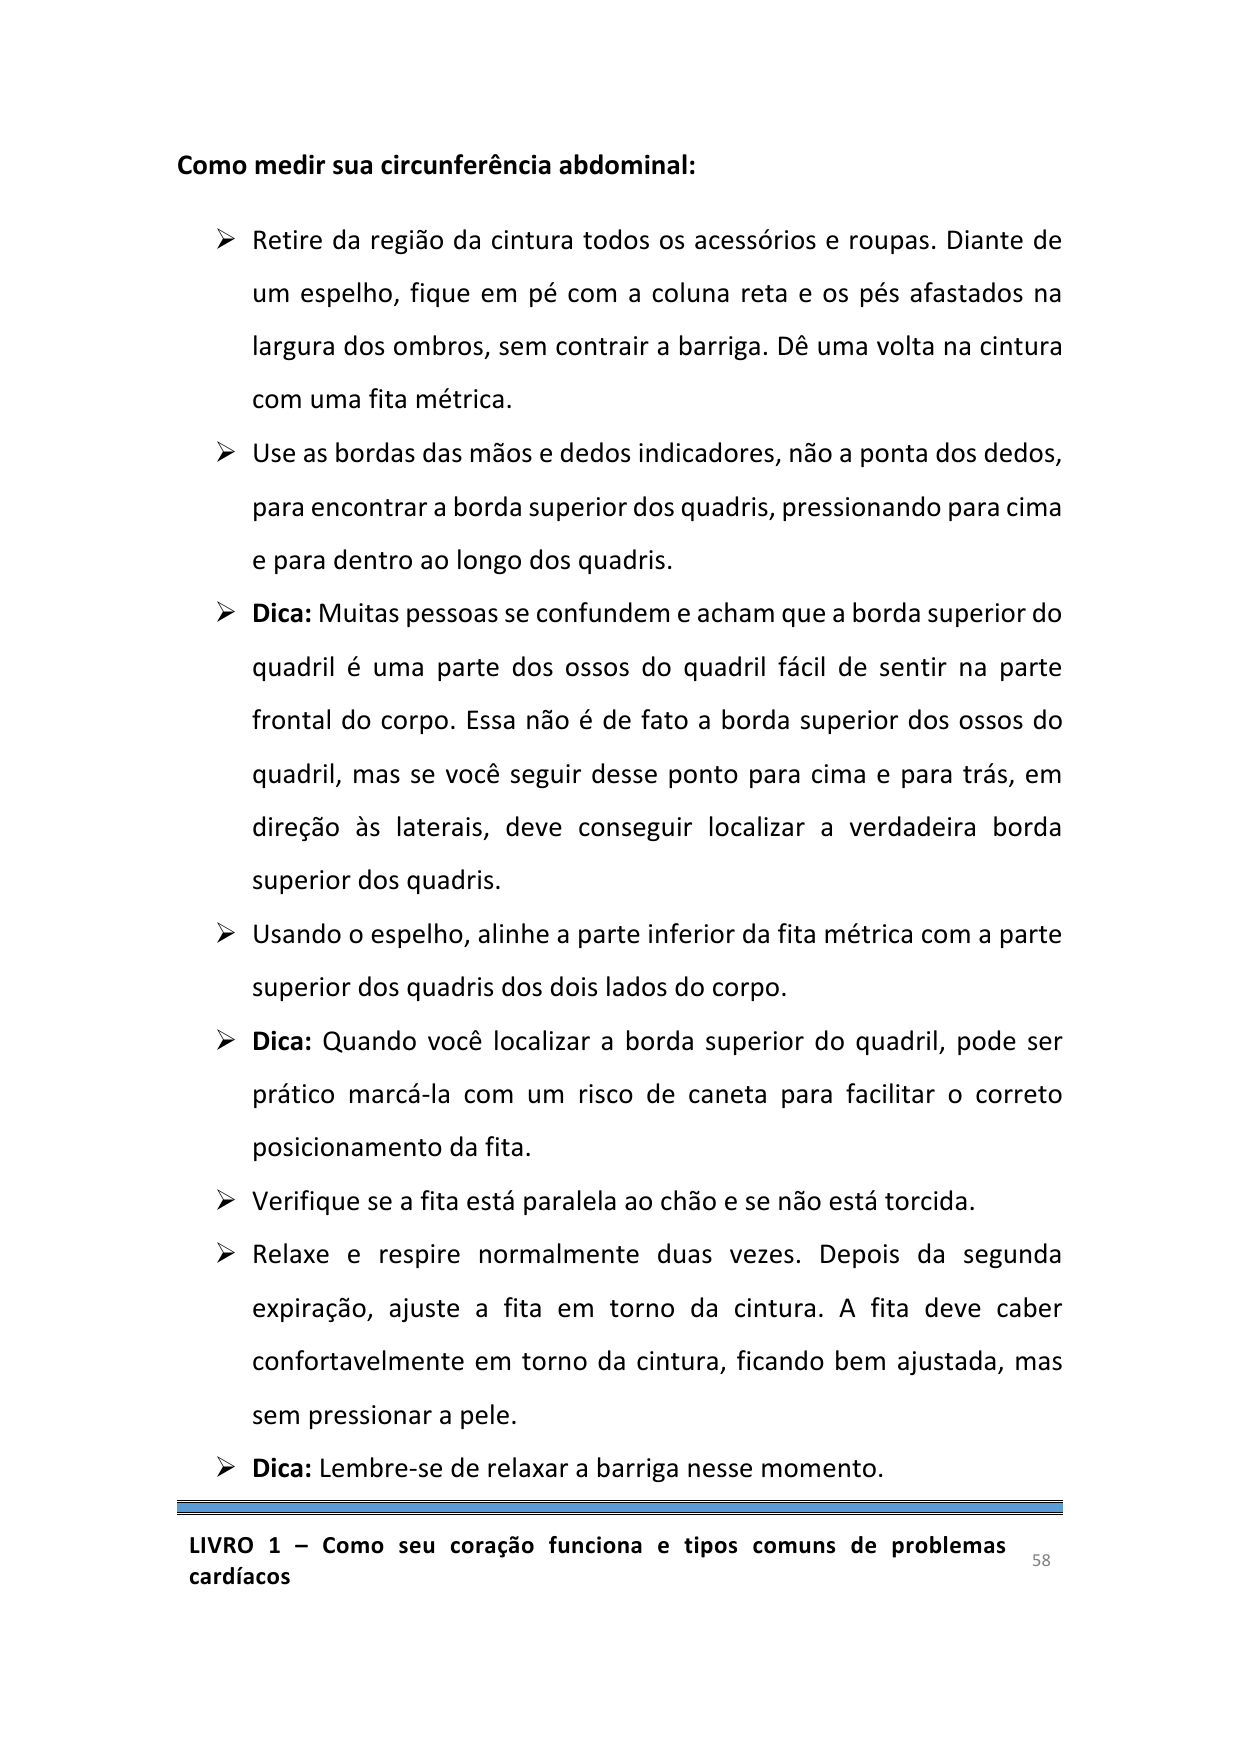 Como medir sua circunferência abdominal:
➢ Retire da região da cintura todos os acessórios e roupas. Diante de
um espelho, fique em pé com a coluna reta e os pés afastados na
largura dos ombros, sem contrair a barriga. Dê uma volta na cintura
com uma fita métrica.
➢ Use as bordas das mãos e dedos indicadores, não a ponta dos dedos,
para encontrar a borda superior dos quadris, pressionando para cima
e para dentro ao longo dos quadris.
➢ Dica: Muitas pessoas se confundem e acham que a borda superior do
quadril é uma parte dos ossos do quadril fácil de sentir na parte
frontal do corpo. Essa não é de fato a borda superior dos ossos do
quadril, mas se você seguir desse ponto para cima e para trás, em
direção às laterais, deve conseguir localizar a verdadeira borda
superior dos quadris.
➢ Usando o espelho, alinhe a parte inferior da fita métrica com a parte
superior dos quadris dos dois lados do corpo.
➢ Dica: Quando você localizar a borda superior do quadril, pode ser
prático marcá-la com um risco de caneta para facilitar o correto
posicionamento da fita.
➢ Verifique se a fita está paralela ao chão e se não está torcida.
➢ Relaxe e respire normalmente duas vezes. Depois da segunda
expiração, ajuste a fita em torno da cintura. A fita deve caber
confortavelmente em torno da cintura, ficando bem ajustada, mas
sem pressionar a pele.
➢ Dica: Lembre-se de relaxar a barriga nesse momento.
LIVRO 1 – Como seu coração funciona e tipos comuns de problemas
cardíacos
58